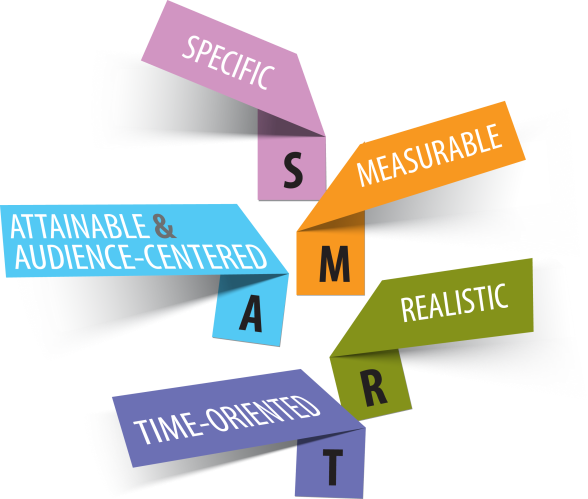 SPECIFIC
S
MEASURABLE
M
ATTAINABLE &
AUDIENCE-CENTERED
A
REALISTIC
R
TIME-ORIENTED
T